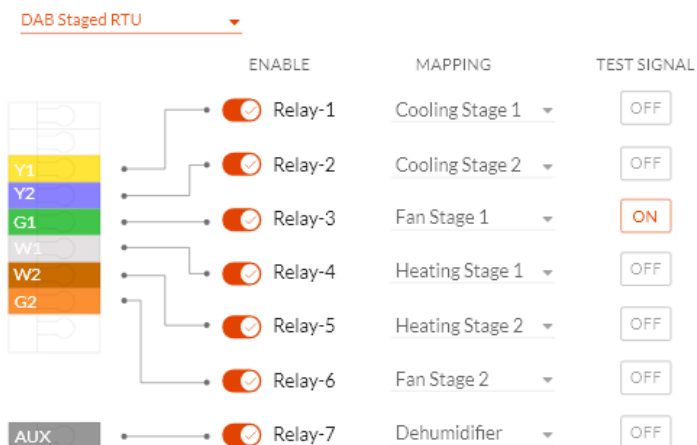 DAB Staged RTU
ENABLE MAPPING TEST SIGNAL
Relay-1 Cooling Stage 1 OFF
Y1
Relay-2 Cooling Stage 2 OFF
Y2
G1 Relay-3 Fan Stage 1 ON
W1
W2 Relay-4 Heating Stage 1 OFF
G2
Relay-5 Heating Stage 2 OFF
Relay-6 Fan Stage 2 OFF
AUX Relay-7 Dehumidifier OFF